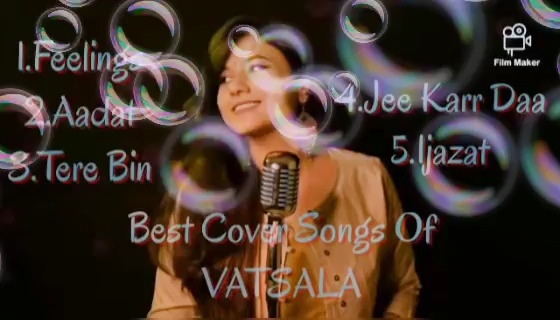 1.Feelings
2.Aadat
3.Tere Bin
4.Jee Karr Daa
5.Ijazat
Best Cover Songs Of
VATSALA
Film Maker